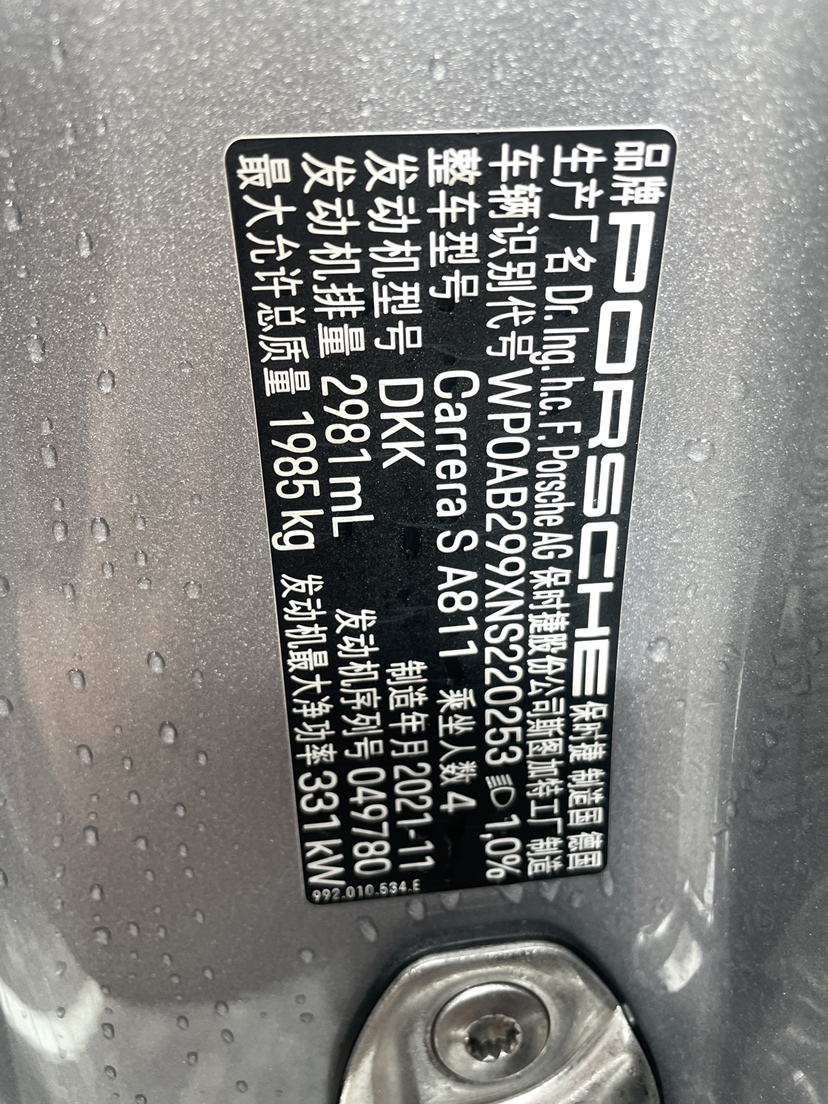 品牌 PORSCHE 保时捷 制造国 德国
生产厂名 Dr. Ing. h.c. F. Porsche AG 保时捷股份公司斯图加特工厂 制造
车辆识别代号 WP0AB299XNS220253 1,0%
整车型号 Carrera S A811 乘坐人数 4
发动机型号 DKK 制造年月 2021-11
发动机排量 2981 mL 发动机序列号 049780
最大允许总质量 1985 kg 发动机最大净功率 331 kW
992.010.534.E